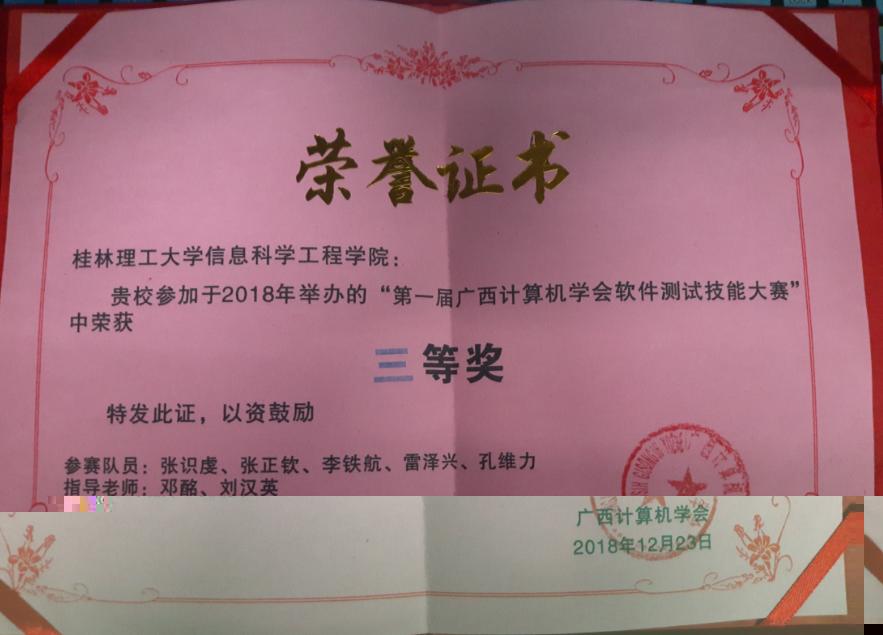 荣誉证书
桂林理工大学信息科学工程学院：
贵校参加于2018年举办的“第一届广西计算机学会软件测试技能大赛”
中荣获
三等奖
特发此证，以资鼓励
参赛队员：张识虔、张正钦、李铁航、雷泽兴、孔维力
指导老师：邓酩、刘汉英
广西计算机学会
2018年12月23日